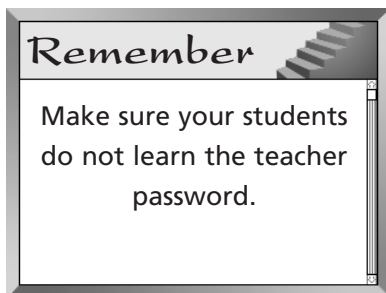 Remember
Make sure your students
do not learn the teacher
password.